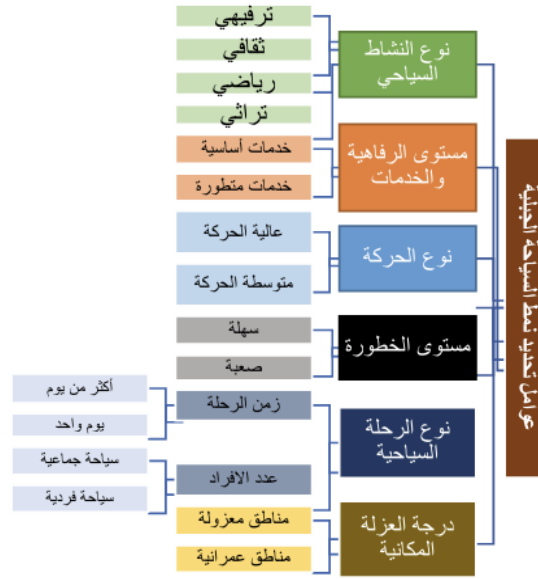 عوامل تحديد نمط السياحة الجبلية
نوع النشاط
السياحي
ترفيهي
ثقافي
رياضي
تراثي
مستوى الرفاهية
والخدمات
خدمات أساسية
خدمات متطورة
نوع الحركة
عالية الحركة
متوسطة الحركة
مستوى الخطورة
سهلة
صعبة
نوع الرحلة
السياحية
زمن الرحلة
أكثر من يوم
يوم واحد
عدد الافراد
سياحة جماعية
سياحة فردية
درجة العزلة
المكانية
مناطق معزولة
مناطق عمرانية